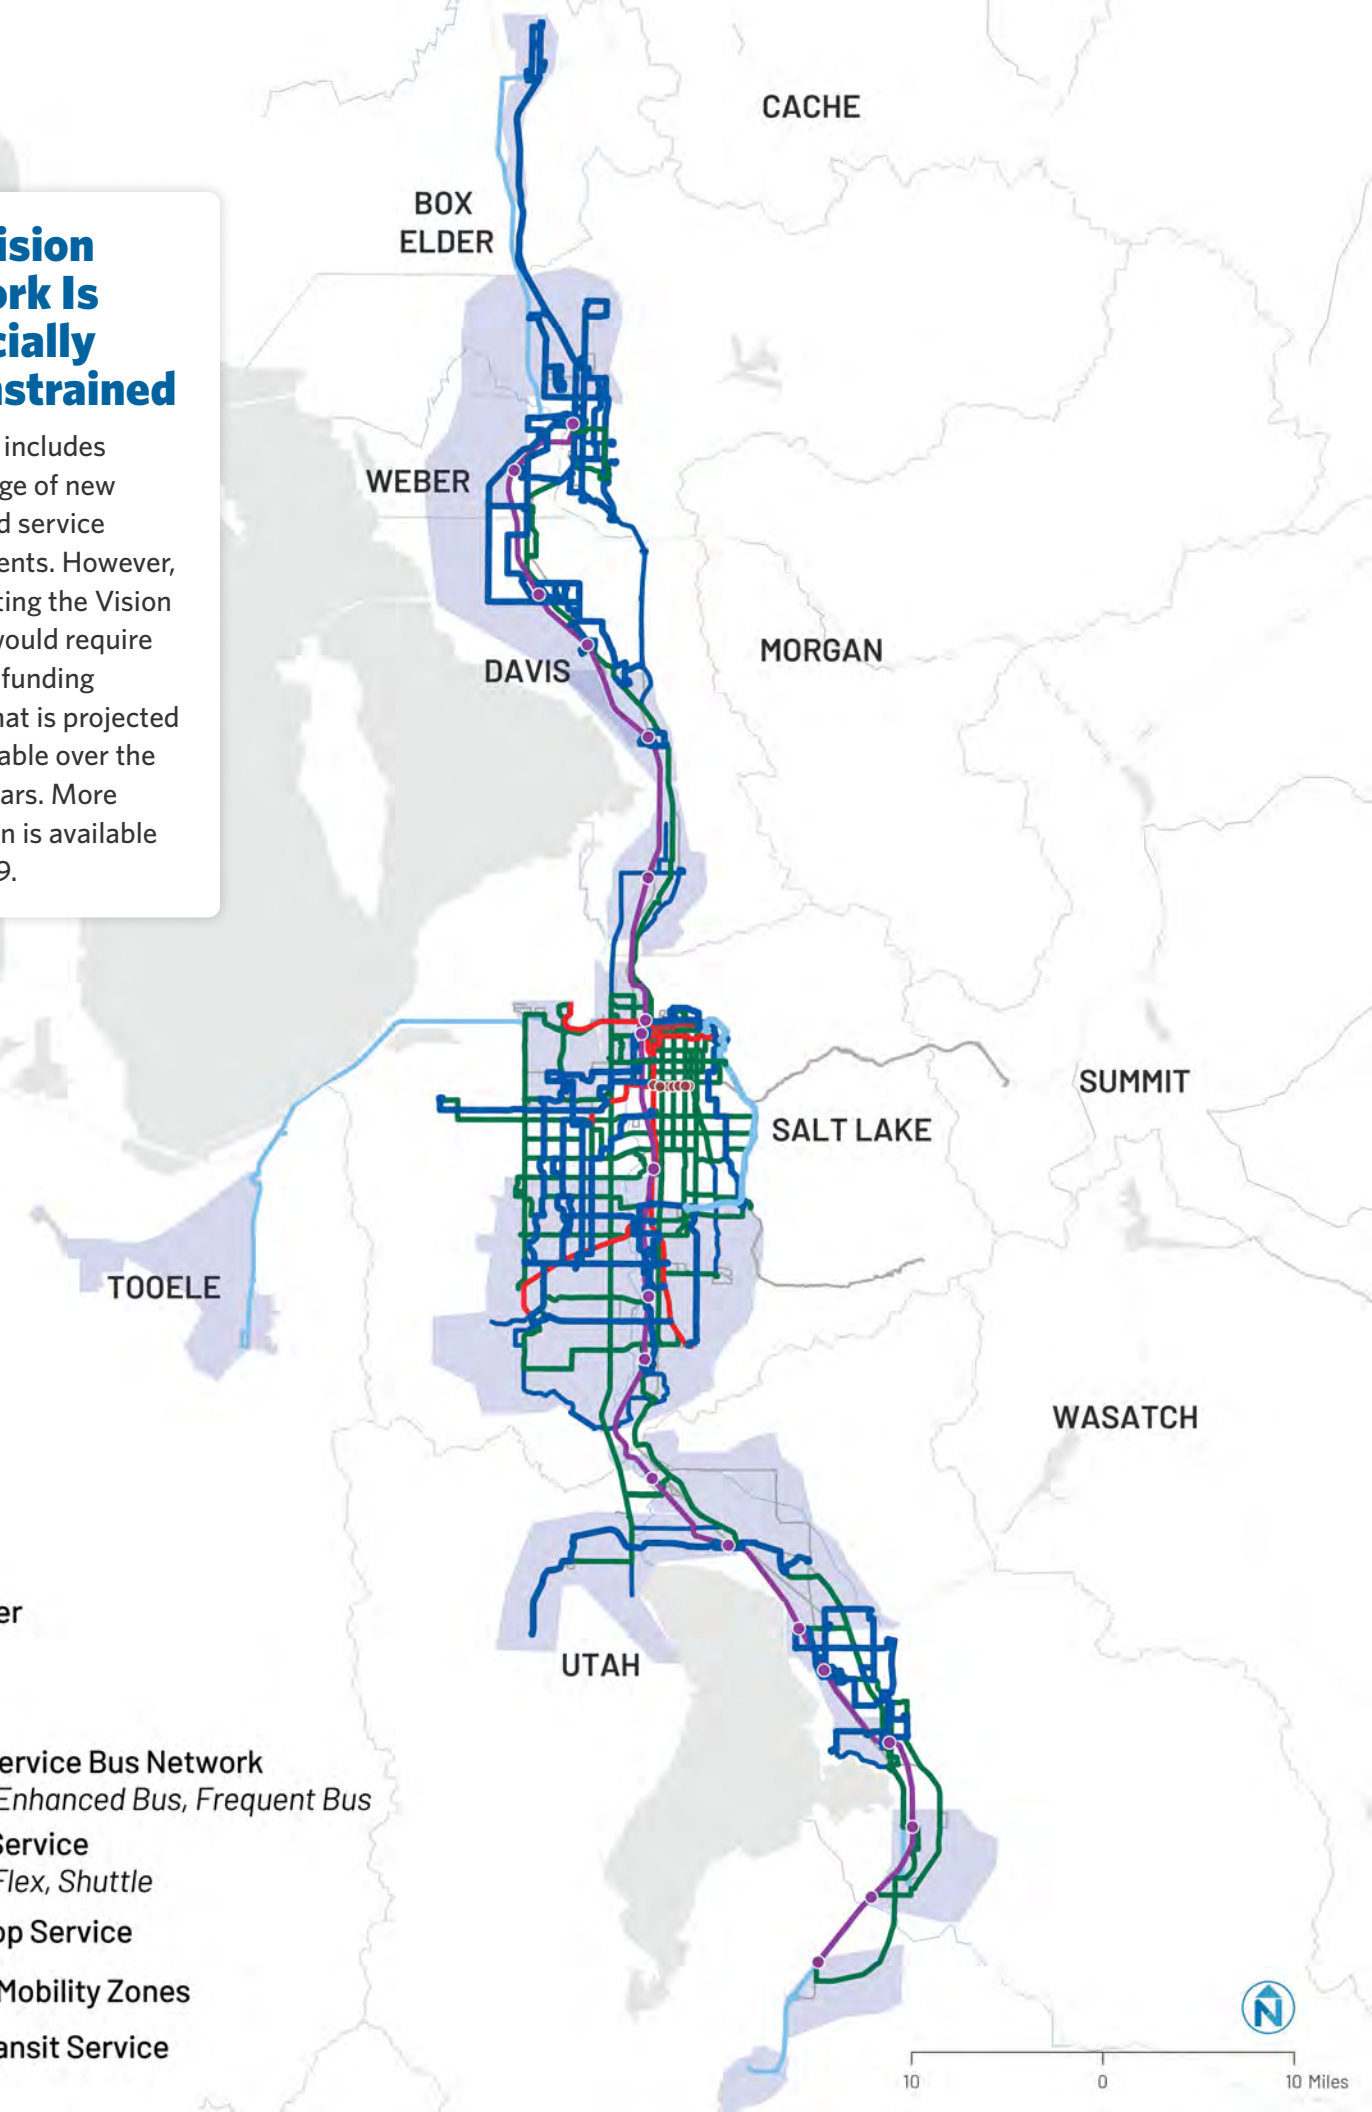 CACHE
BOX
ELDER
ision
ork Is
cially
nstrained
includes
ge of new
d service
ents. However,
ting the Vision
would require
funding
hat is projected
able over the
ars. More
n is available
9.
WEBER
MORGAN
DAVIS
SUMMIT
SALT LAKE
TOOELE
WASATCH
er
UTAH
ervice Bus Network
Enhanced Bus, Frequent Bus
Service
Flex, Shuttle
op Service
Mobility Zones
ansit Service
N
10 0 10 Miles